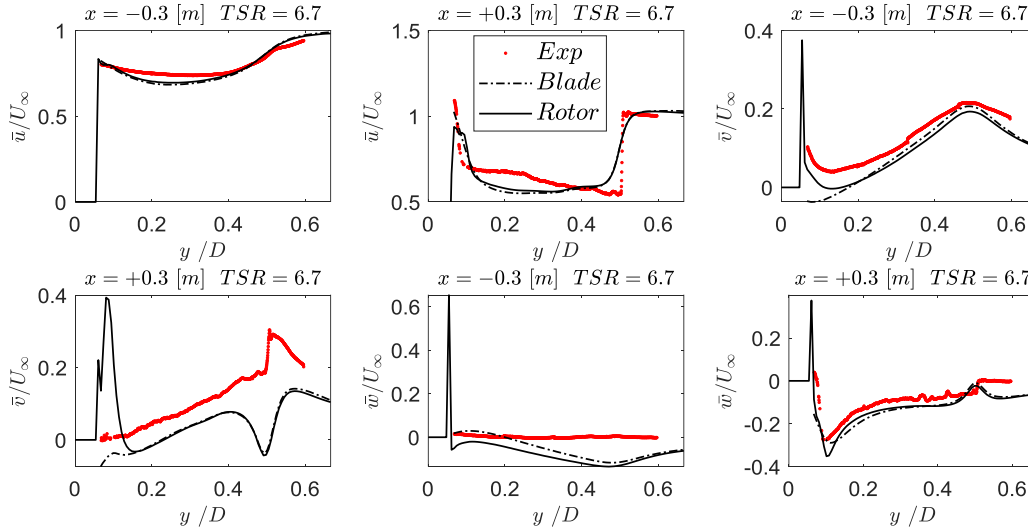 x = −0.3 [m] TSR = 6.7
x = +0.3 [m] TSR = 6.7
x = −0.3 [m] TSR = 6.7
1
0.5
0
ū/U∞
0 0.2 0.4 0.6
y /D
1.5
1
0.5
ū/U∞
Exp
Blade
Rotor
0 0.2 0.4 0.6
y /D
0.4
0.2
0
v̄/U∞
0 0.2 0.4 0.6
y /D
x = +0.3 [m] TSR = 6.7
x = −0.3 [m] TSR = 6.7
x = +0.3 [m] TSR = 6.7
0.4
0.2
0
v̄/U∞
0 0.2 0.4 0.6
y /D
0.6
0.4
0.2
0
w̄/U∞
0 0.2 0.4 0.6
y /D
0.2
0
-0.2
-0.4
w̄/U∞
0 0.2 0.4 0.6
y /D